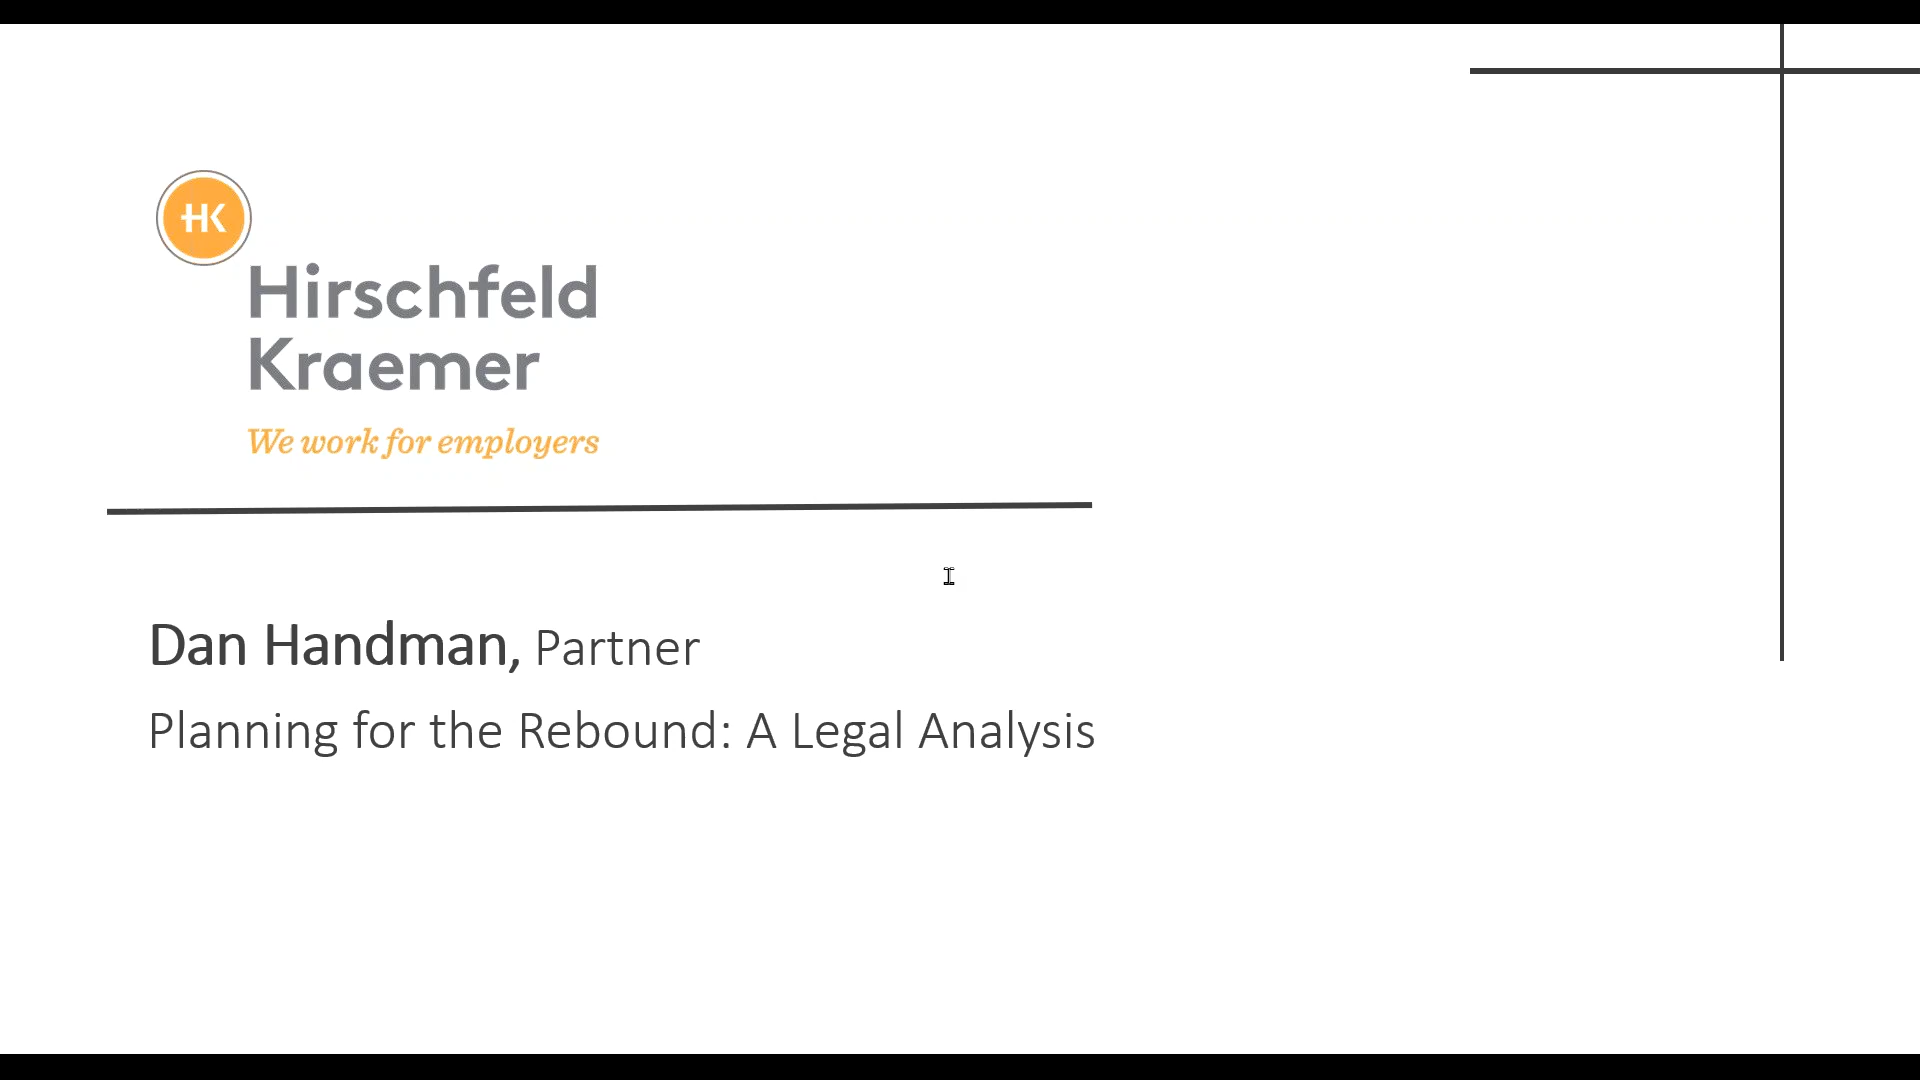 HK
Hirschfeld
Kraemer
We work for employers
Dan Handman, Partner
Planning for the Rebound: A Legal Analysis